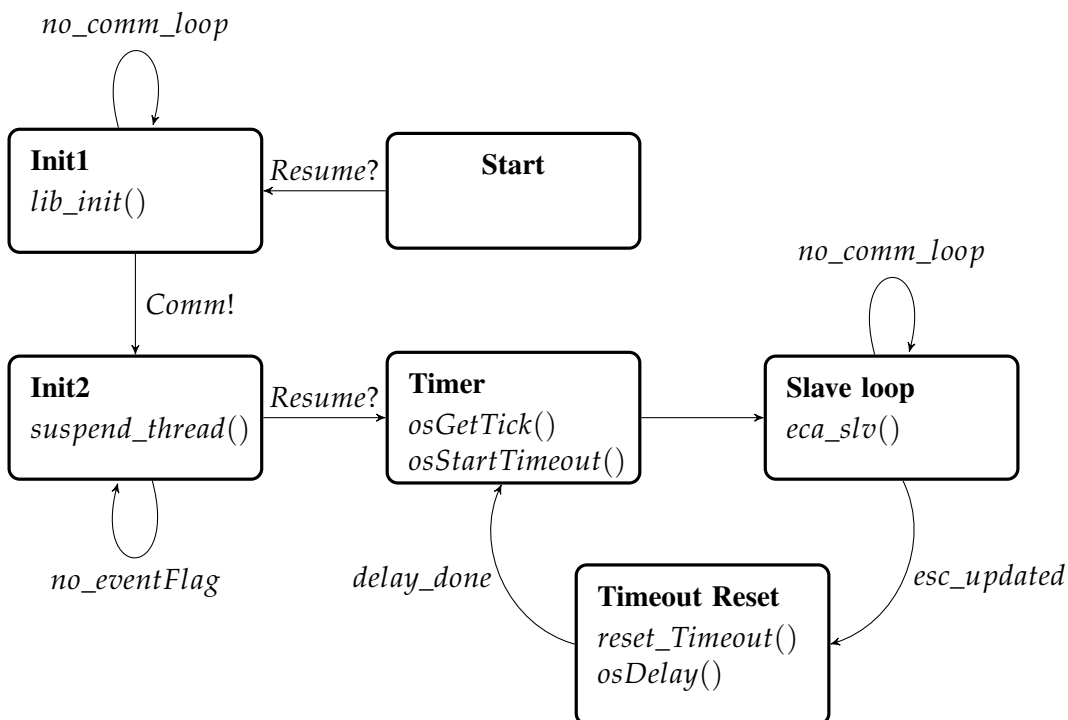 no_comm_loop
Init1
lib_init()
Resume?
Start
Comm!
no_comm_loop
Init2
suspend_thread()
Resume?
Timer
osGetTick()
osStartTimeout()
Slave loop
eca_slv()
no_eventFlag
delay_done
esc_updated
Timeout Reset
reset_Timeout()
osDelay()